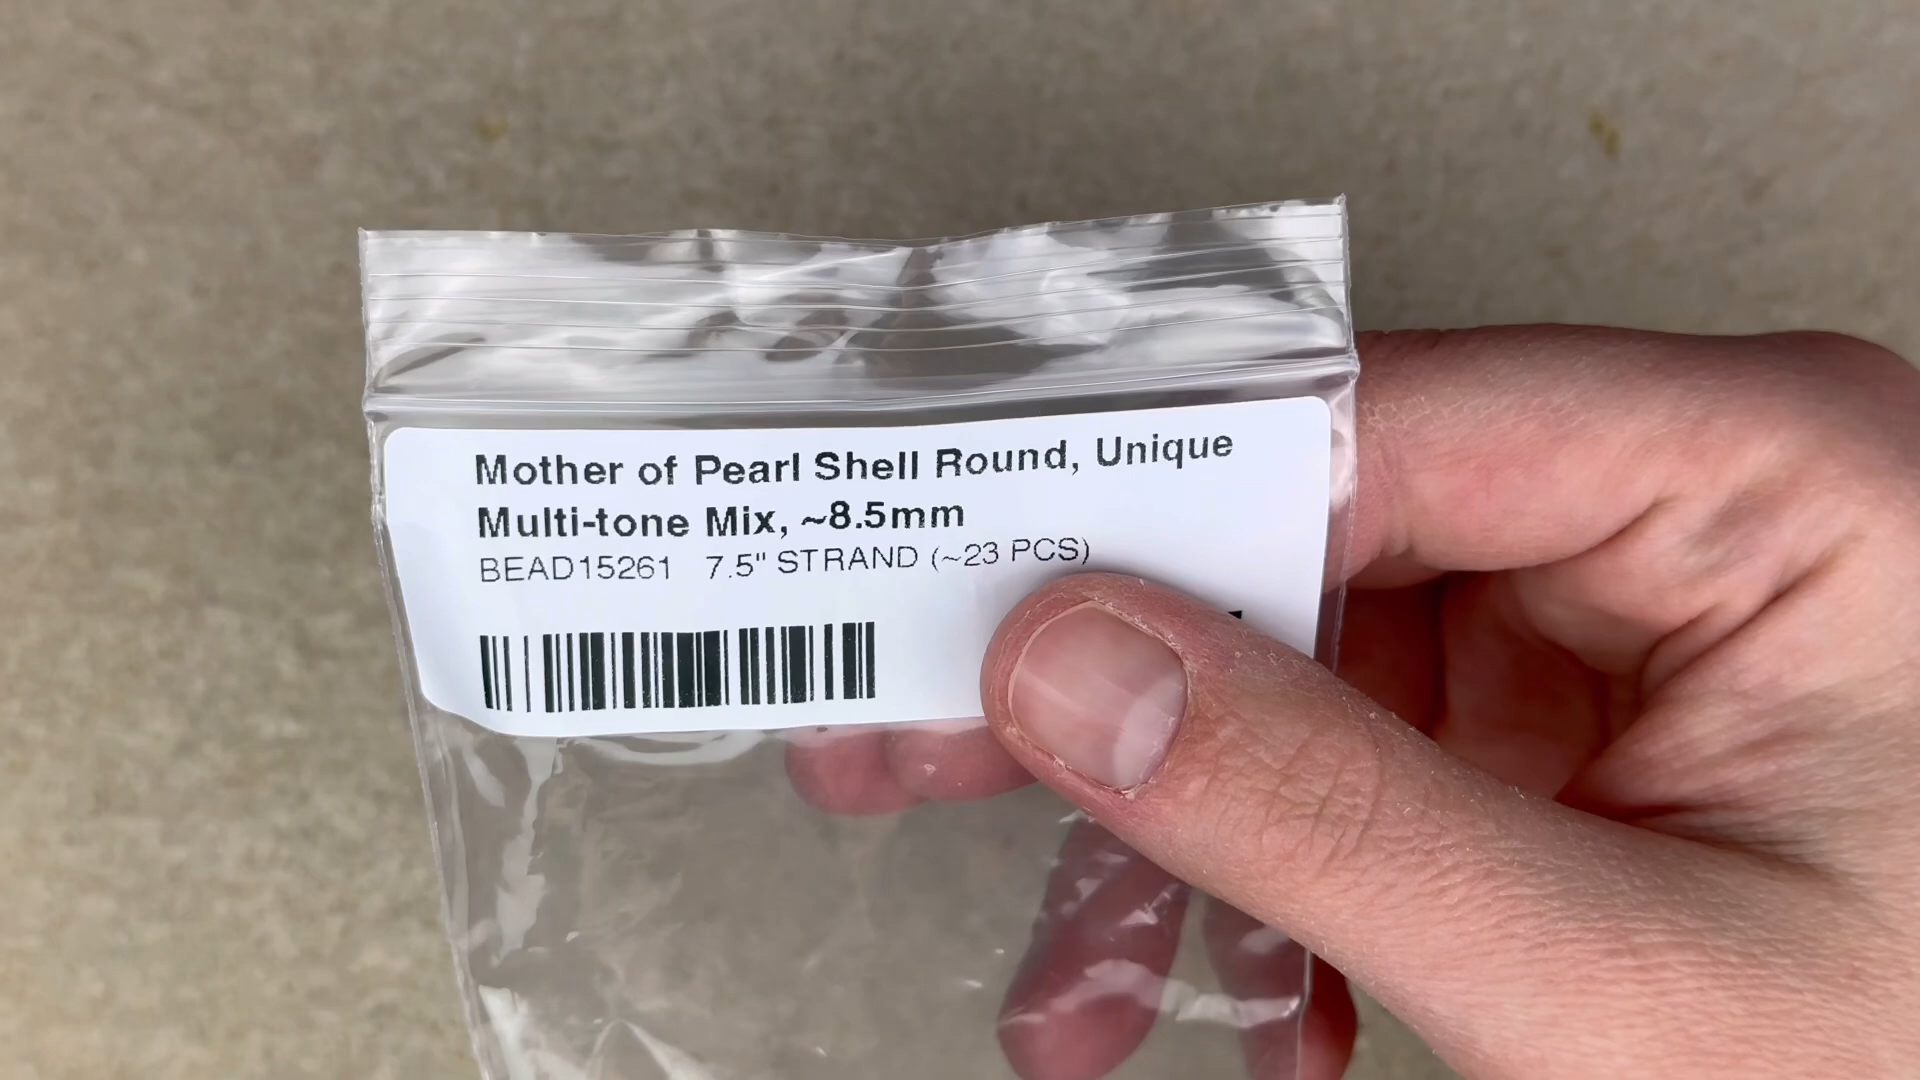 Mother of Pearl Shell Round, Unique
Multi-tone Mix, ~8.5mm
BEAD15261 7.5" STRAND (~23 PCS)